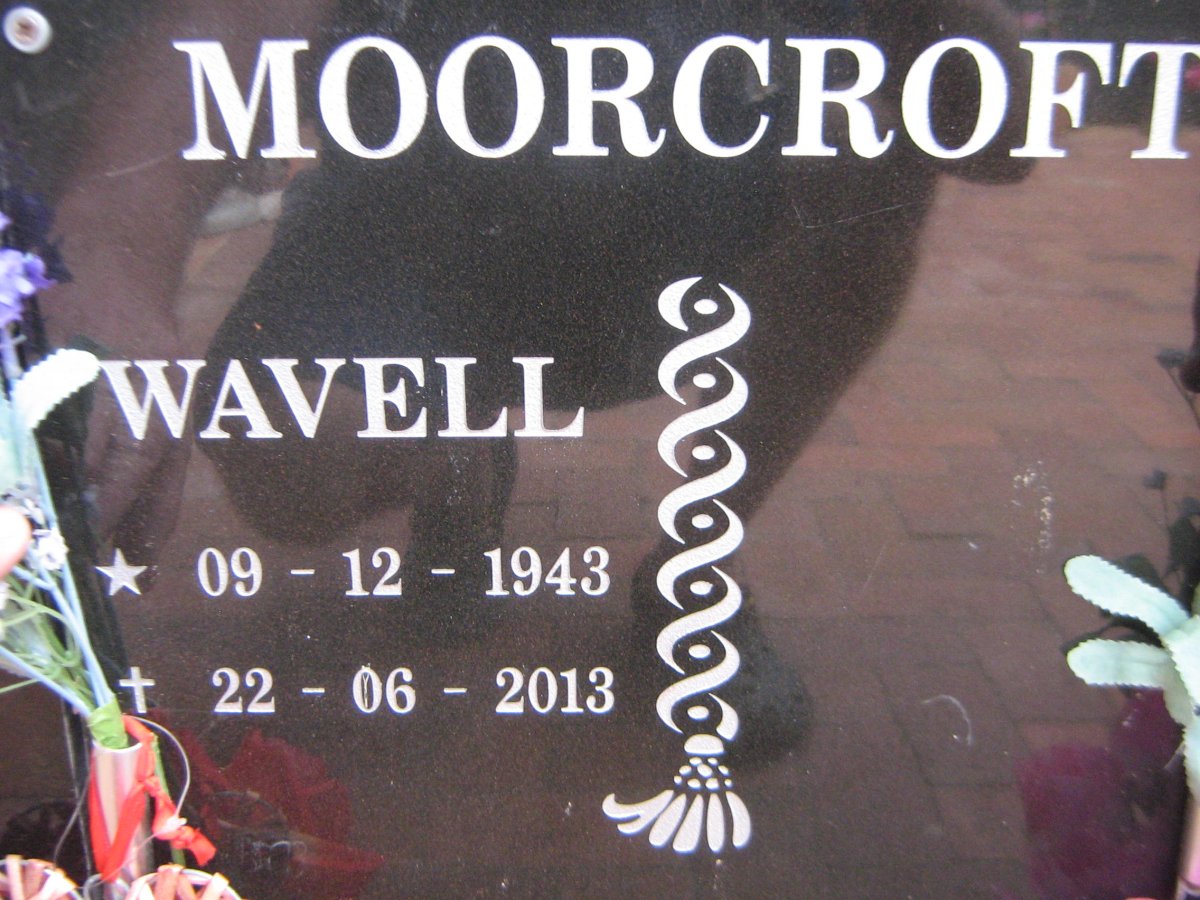 MOORCROFT
WAVELL
★ 09 - 12 - 1943
✝ 22 - 06 - 2013